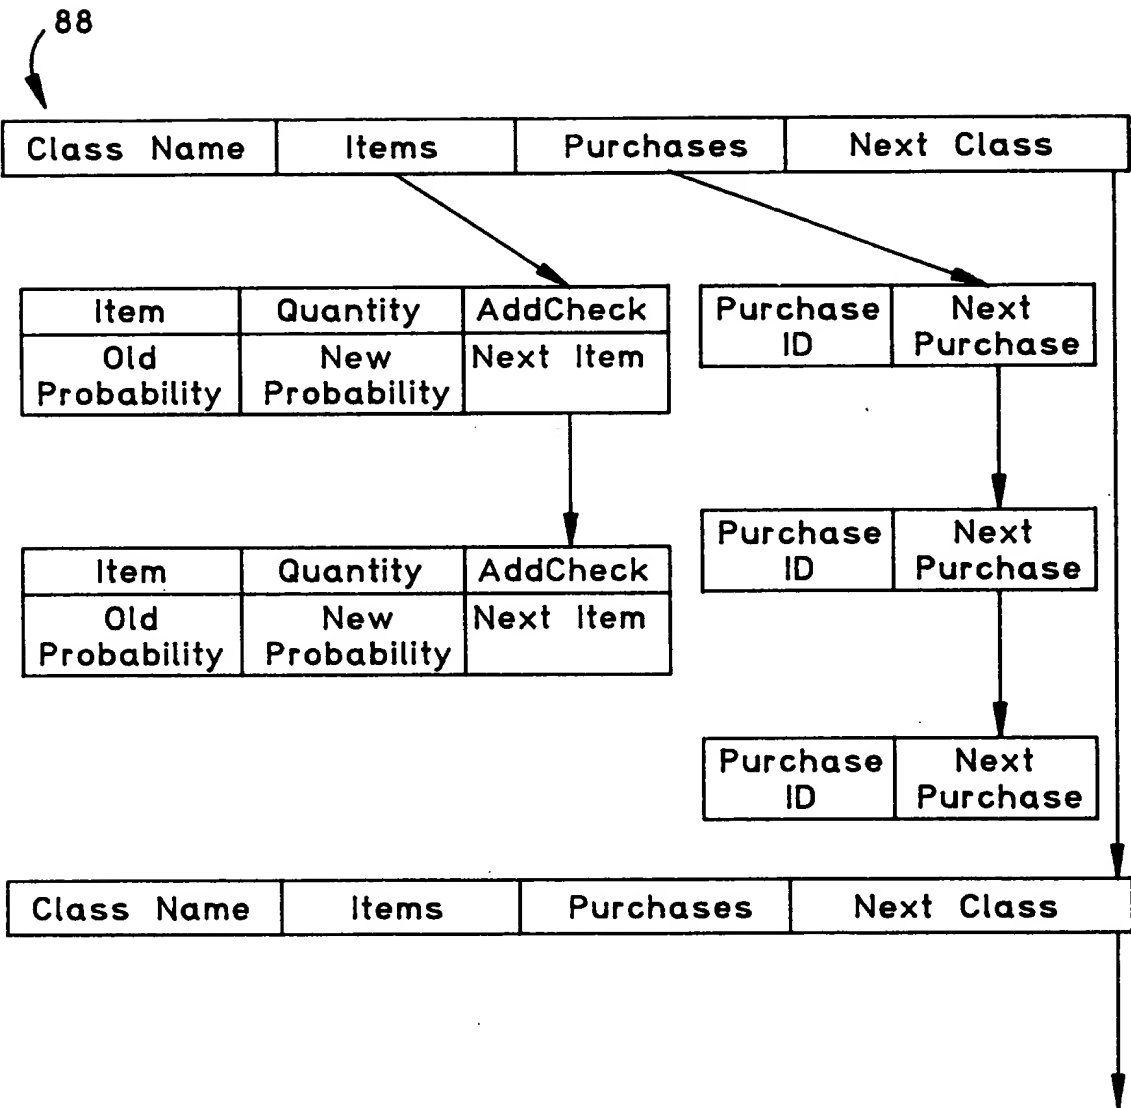 88
Class Name Items Purchases Next Class
Item Quantity AddCheck
Old Probability New Probability Next Item
Purchase ID Next Purchase
Item Quantity AddCheck
Old Probability New Probability Next Item
Purchase ID Next Purchase
Purchase ID Next Purchase
Class Name Items Purchases Next Class